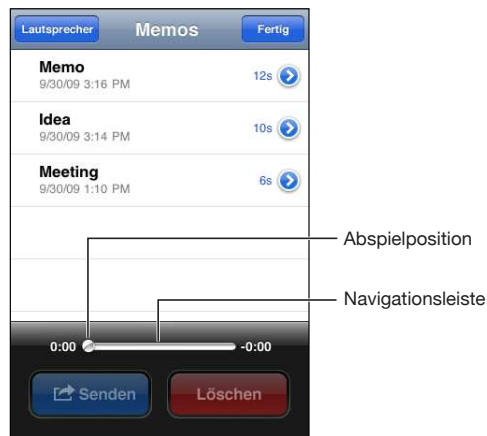 Lautsprecher Memos Fertig
Memo
9/30/09 3:16 PM
12s
Idea
9/30/09 3:14 PM
10s
Meeting
9/30/09 1:10 PM
6s
Abspielposition
Navigationsleiste
0:00 -0:00
Senden Löschen